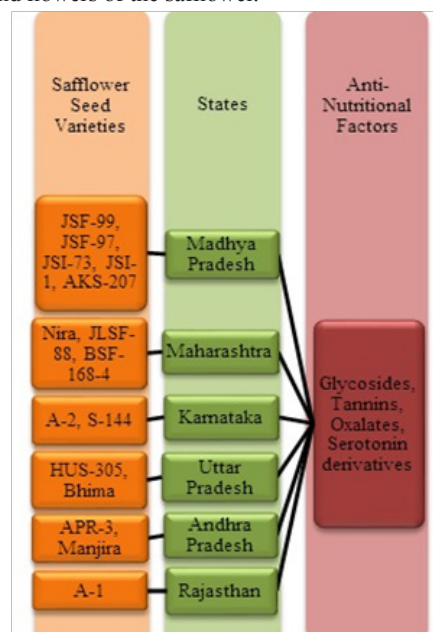 nd flowers of the safflower.
Safflower
Seed
Varieties
States
Anti-
Nutritional
Factors
JSF-99,
JSF-97,
JSI-73, JSI-
1, AKS-207
Madhya
Pradesh
Nira, JLSF-
88, BSF-
168-4
Maharashtra
A-2, S-144
Karnataka
HUS-305,
Bhima
Uttar
Pradesh
APR-3,
Manjira
Andhra
Pradesh
A-1
Rajasthan
Glycosides,
Tannins,
Oxalates,
Serotonin
derivatives